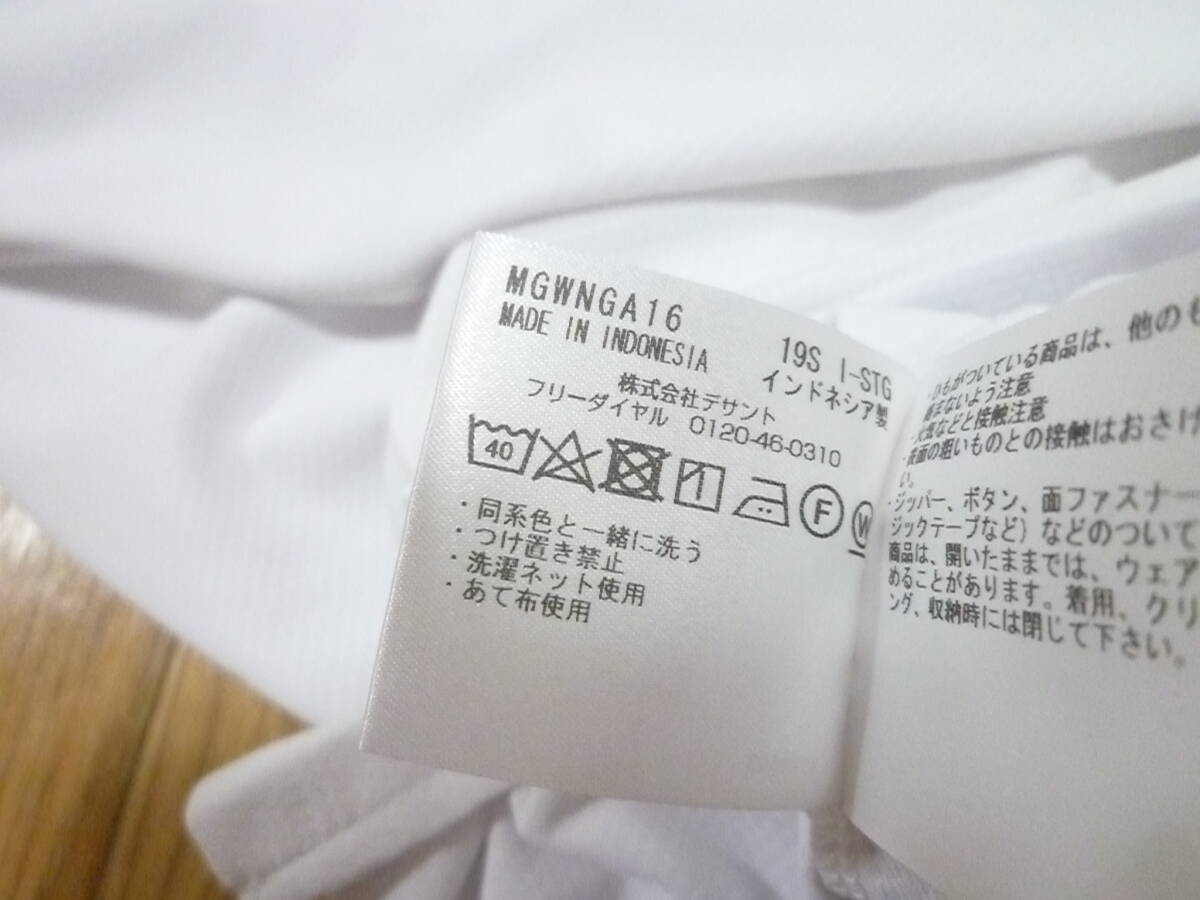 MGWNGA16
MADE IN INDONESIA
19S I-STG
インドネシア製
株式会社デサント
フリーダイヤル 0120-46-0310
40
F
W
・同系色と一緒に洗う
・つけ置き禁止
・洗濯ネット使用
・あて布使用
ひもがついている商品は、他のも
まないよう注意
・火気などと接触注意
・表面の粗いものとの接触はおさけ
い。
・ジッパー、ボタン、面ファスナー
ジックテープなど）などのついて
商品は、開いたままでは、ウェア
めることがあります。着用、クリ
ング、収納時には閉じて下さい。